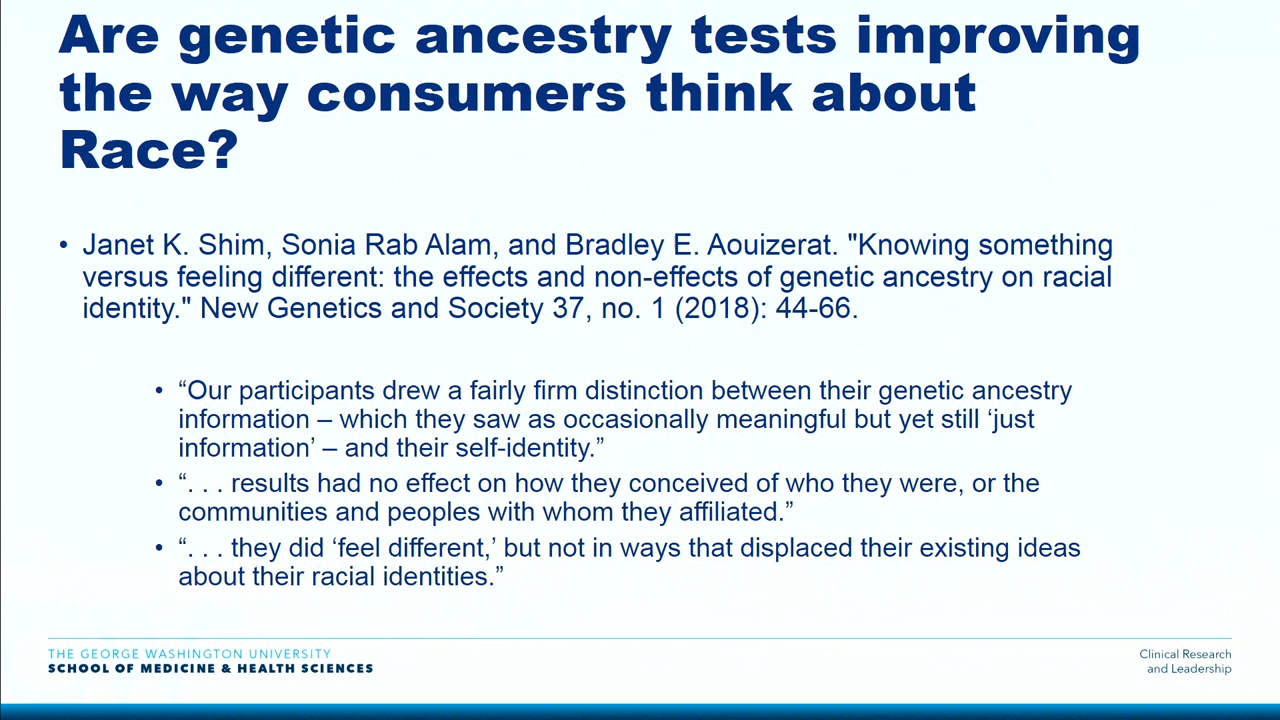 Are genetic ancestry tests improving
the way consumers think about
Race?
• Janet K. Shim, Sonia Rab Alam, and Bradley E. Aouizerat. "Knowing something
versus feeling different: the effects and non-effects of genetic ancestry on racial
identity." New Genetics and Society 37, no. 1 (2018): 44-66.
• “Our participants drew a fairly firm distinction between their genetic ancestry
information – which they saw as occasionally meaningful but yet still ‘just
information’ – and their self-identity.”
• “. . . results had no effect on how they conceived of who they were, or the
communities and peoples with whom they affiliated.”
• “. . . they did ‘feel different,’ but not in ways that displaced their existing ideas
about their racial identities.”
THE GEORGE WASHINGTON UNIVERSITY
SCHOOL OF MEDICINE & HEALTH SCIENCES
Clinical Research
and Leadership